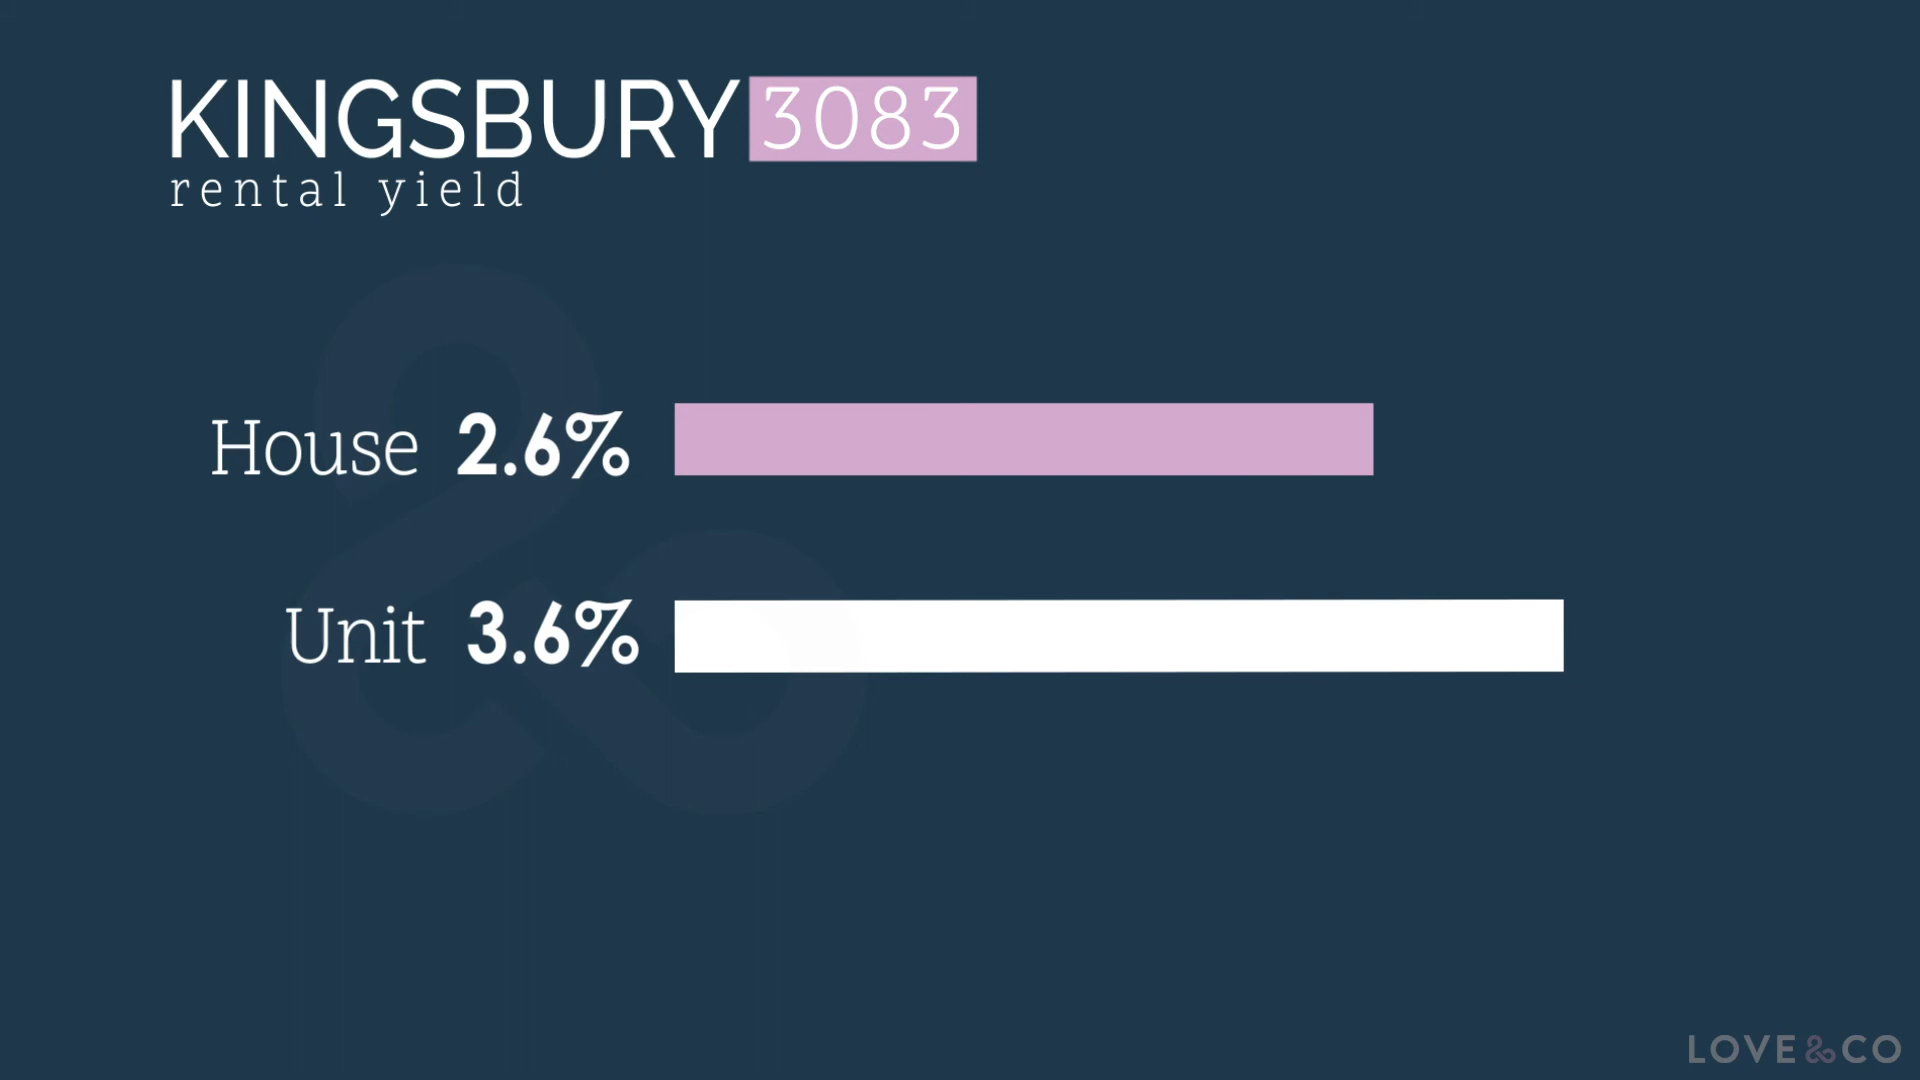 KINGSBURY 3083
rental yield
House 2.6%
Unit 3.6%
LOVE & CO